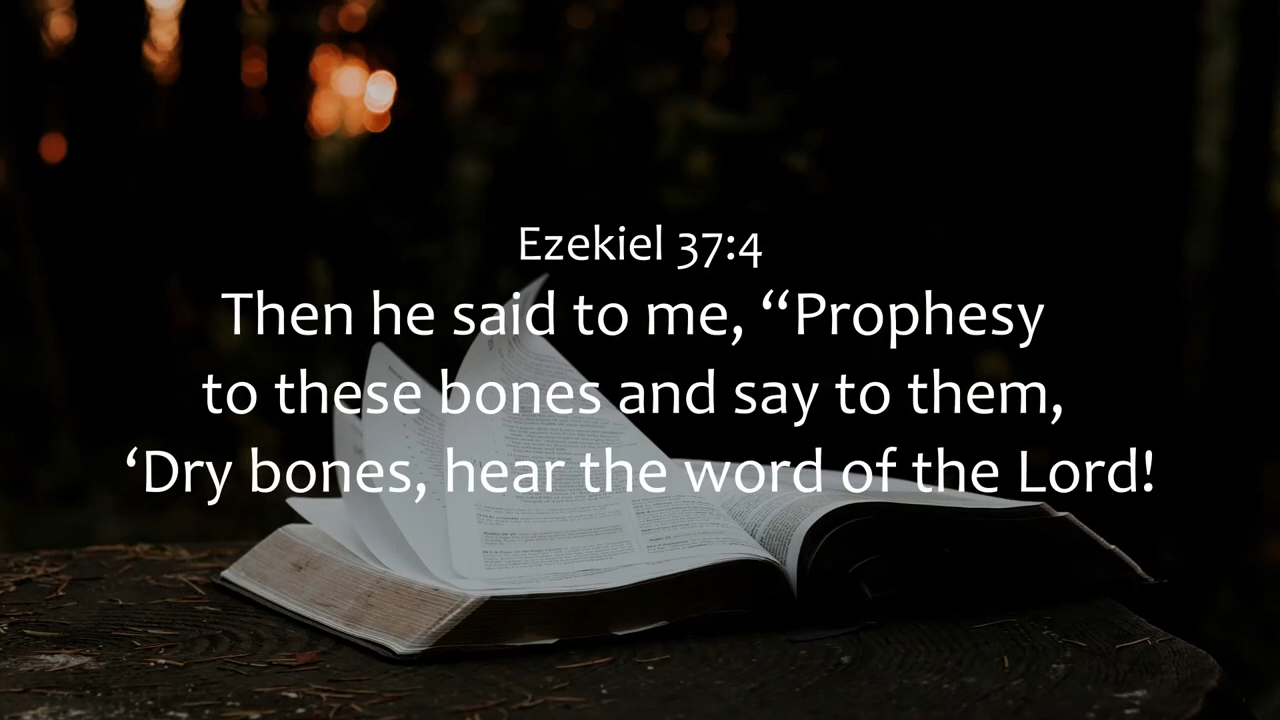 Ezekiel 37:4
Then he said to me, “Prophesy
to these bones and say to them,
‘Dry bones, hear the word of the Lord!